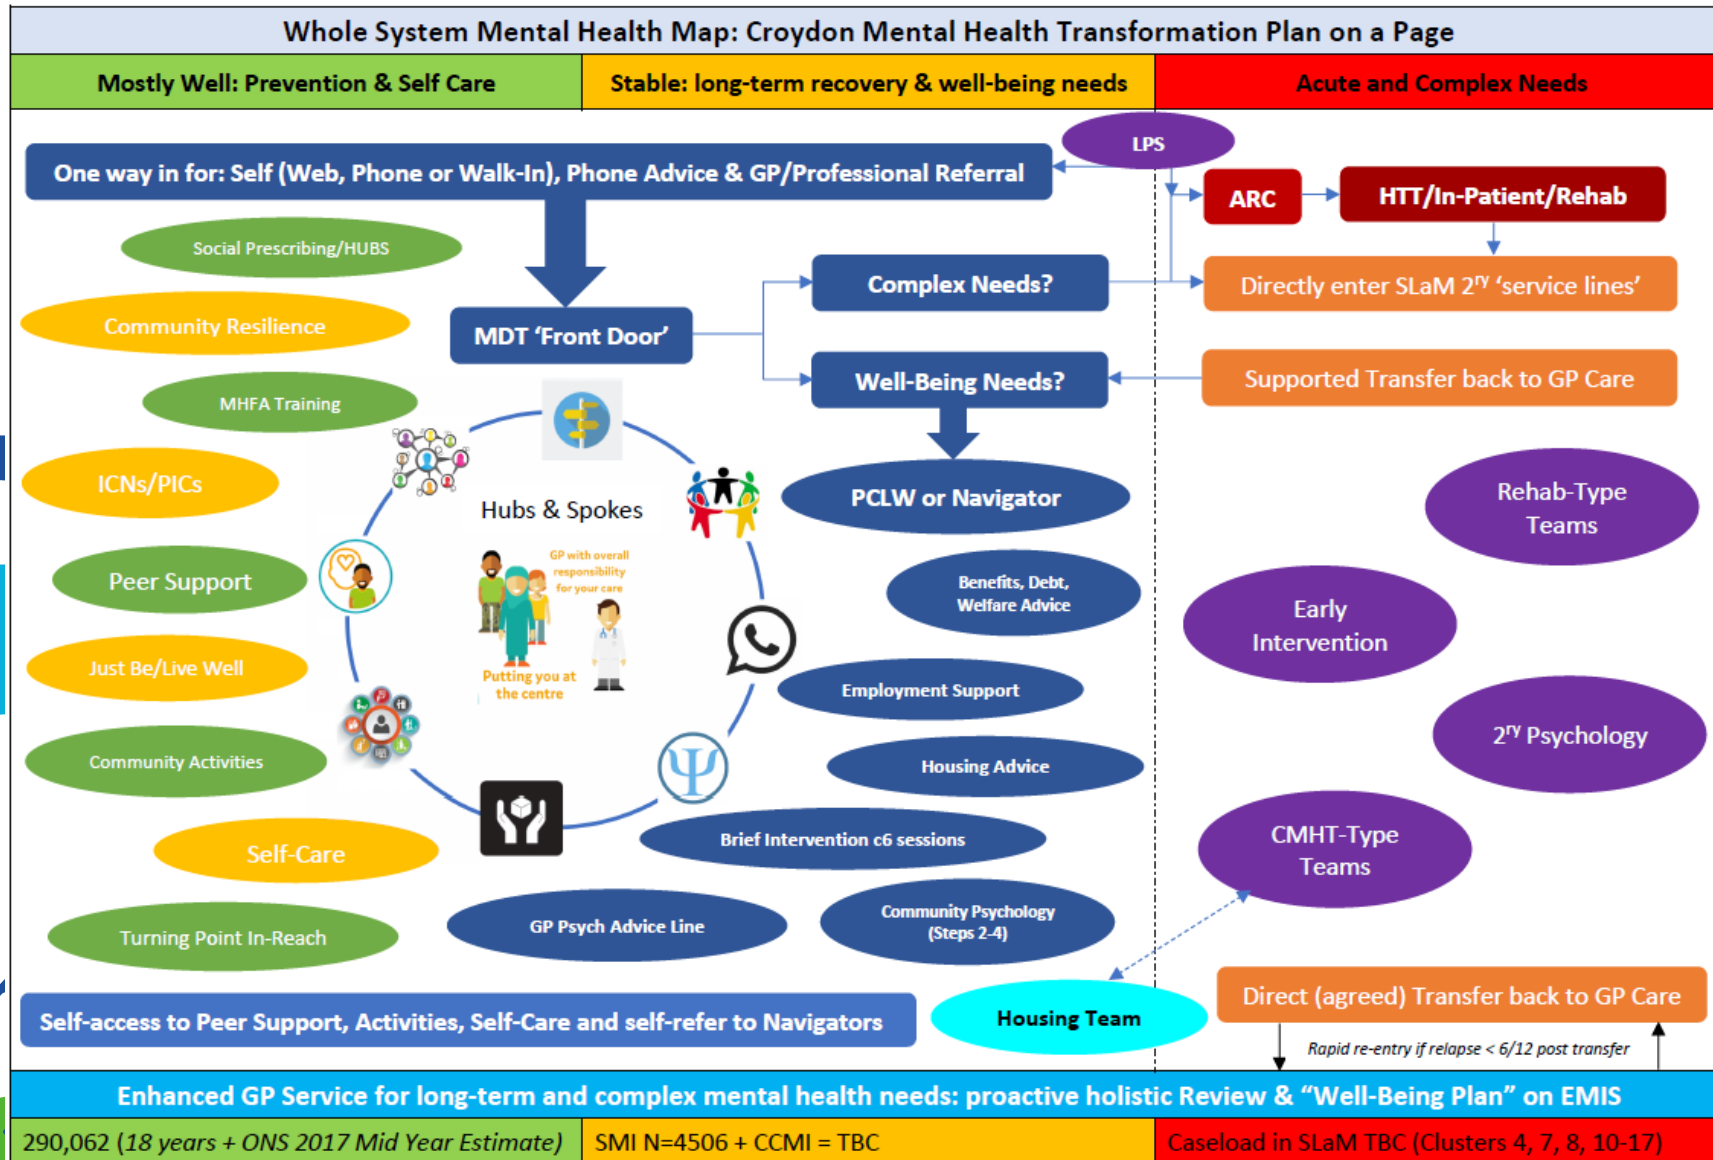 Whole System Mental Health Map: Croydon Mental Health Transformation Plan on a Page
Mostly Well: Prevention & Self Care
Stable: long-term recovery & well-being needs
Acute and Complex Needs
LPS
One way in for: Self (Web, Phone or Walk-In), Phone Advice & GP/Professional Referral
ARC
HTT/In-Patient/Rehab
Social Prescribing/HUBS
Complex Needs?
Directly enter SLaM 2ry ‘service lines’
Community Resilience
MDT ‘Front Door’
Well-Being Needs?
Supported Transfer back to GP Care
MHFA Training
ICNs/PICs
Hubs & Spokes
PCLW or Navigator
Rehab-Type
Teams
GP with overall
responsibility
for your care
Peer Support
Benefits, Debt,
Welfare Advice
Early
Intervention
Just Be/Live Well
Putting you at
the centre
Employment Support
2ry Psychology
Community Activities
Housing Advice
Self-Care
Brief Intervention c6 sessions
CMHT-Type
Teams
Turning Point In-Reach
GP Psych Advice Line
Community Psychology
(Steps 2-4)
Self-access to Peer Support, Activities, Self-Care and self-refer to Navigators
Housing Team
Direct (agreed) Transfer back to GP Care
Rapid re-entry if relapse < 6/12 post transfer
Enhanced GP Service for long-term and complex mental health needs: proactive holistic Review & “Well-Being Plan” on EMIS
290,062 (18 years + ONS 2017 Mid Year Estimate)
SMI N=4506 + CCMI = TBC
Caseload in SLaM TBC (Clusters 4, 7, 8, 10-17)